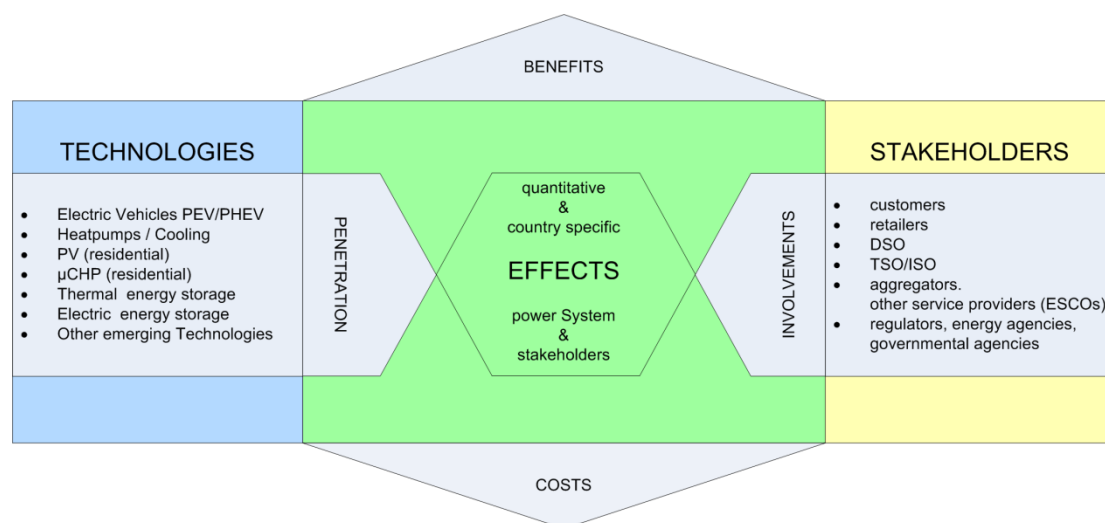 BENEFITS
TECHNOLOGIES
• Electric Vehicles PEV/PHEV
• Heatpumps / Cooling
• PV (residential)
• µCHP (residential)
• Thermal energy storage
• Electric energy storage
• Other emerging Technologies
PENETRATION
quantitative
&
country specific
EFFECTS
power System
&
stakeholders
INVOLVEMENTS
STAKEHOLDERS
• customers
• retailers
• DSO
• TSO/ISO
• aggregators.
other service providers (ESCOs)
• regulators, energy agencies,
governmental agencies
COSTS